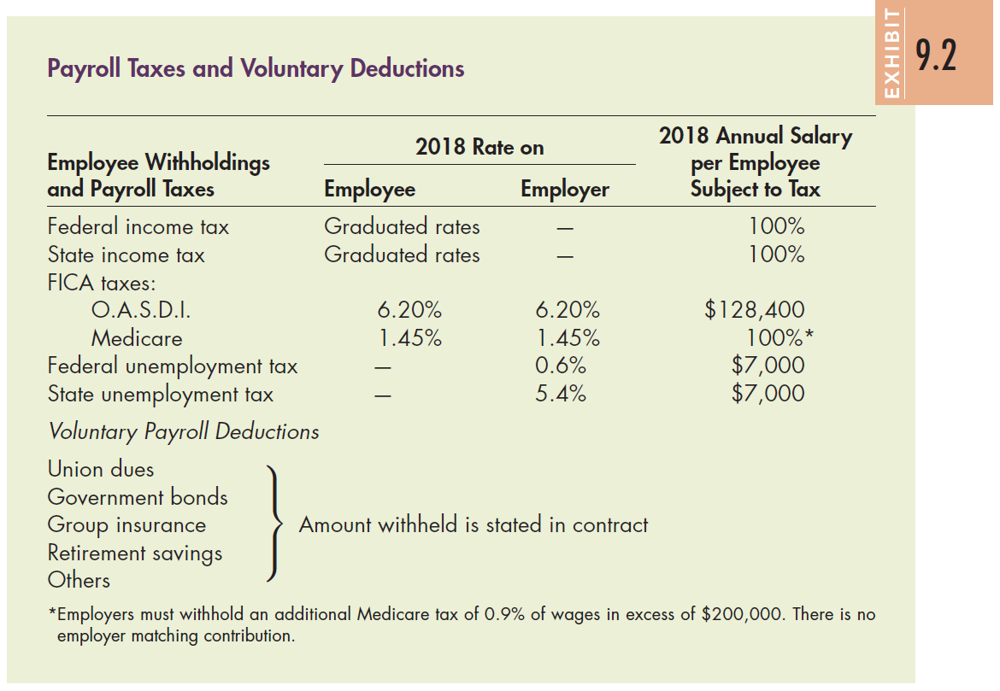 EXHIBIT 9.2
Payroll Taxes and Voluntary Deductions
Employee Withholdings and Payroll Taxes
2018 Rate on
Employee Employer
2018 Annual Salary per Employee Subject to Tax
Federal income tax Graduated rates — 100%
State income tax Graduated rates — 100%
FICA taxes:
O.A.S.D.I. 6.20% 6.20% $128,400
Medicare 1.45% 1.45% 100%*
Federal unemployment tax — 0.6% $7,000
State unemployment tax — 5.4% $7,000
Voluntary Payroll Deductions
Union dues
Government bonds
Group insurance
Retirement savings
Others
Amount withheld is stated in contract
*Employers must withhold an additional Medicare tax of 0.9% of wages in excess of $200,000. There is no
employer matching contribution.